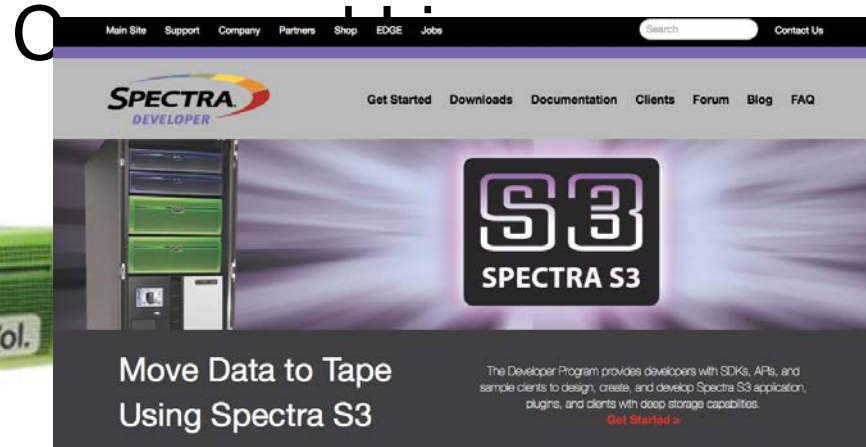 Main Site Support Company Partners Shop EDGE Jobs Search Contact Us
SPECTRA
DEVELOPER
Get Started Downloads Documentation Clients Forum Blog FAQ
S3
SPECTRA S3
ol.
Move Data to Tape
Using Spectra S3
The Developer Program provides developers with SDKs, APIs, and
sample clients to design, create, and develop Spectra S3 application,
plugins, and clients with deep storage capabilities.
Get Started >